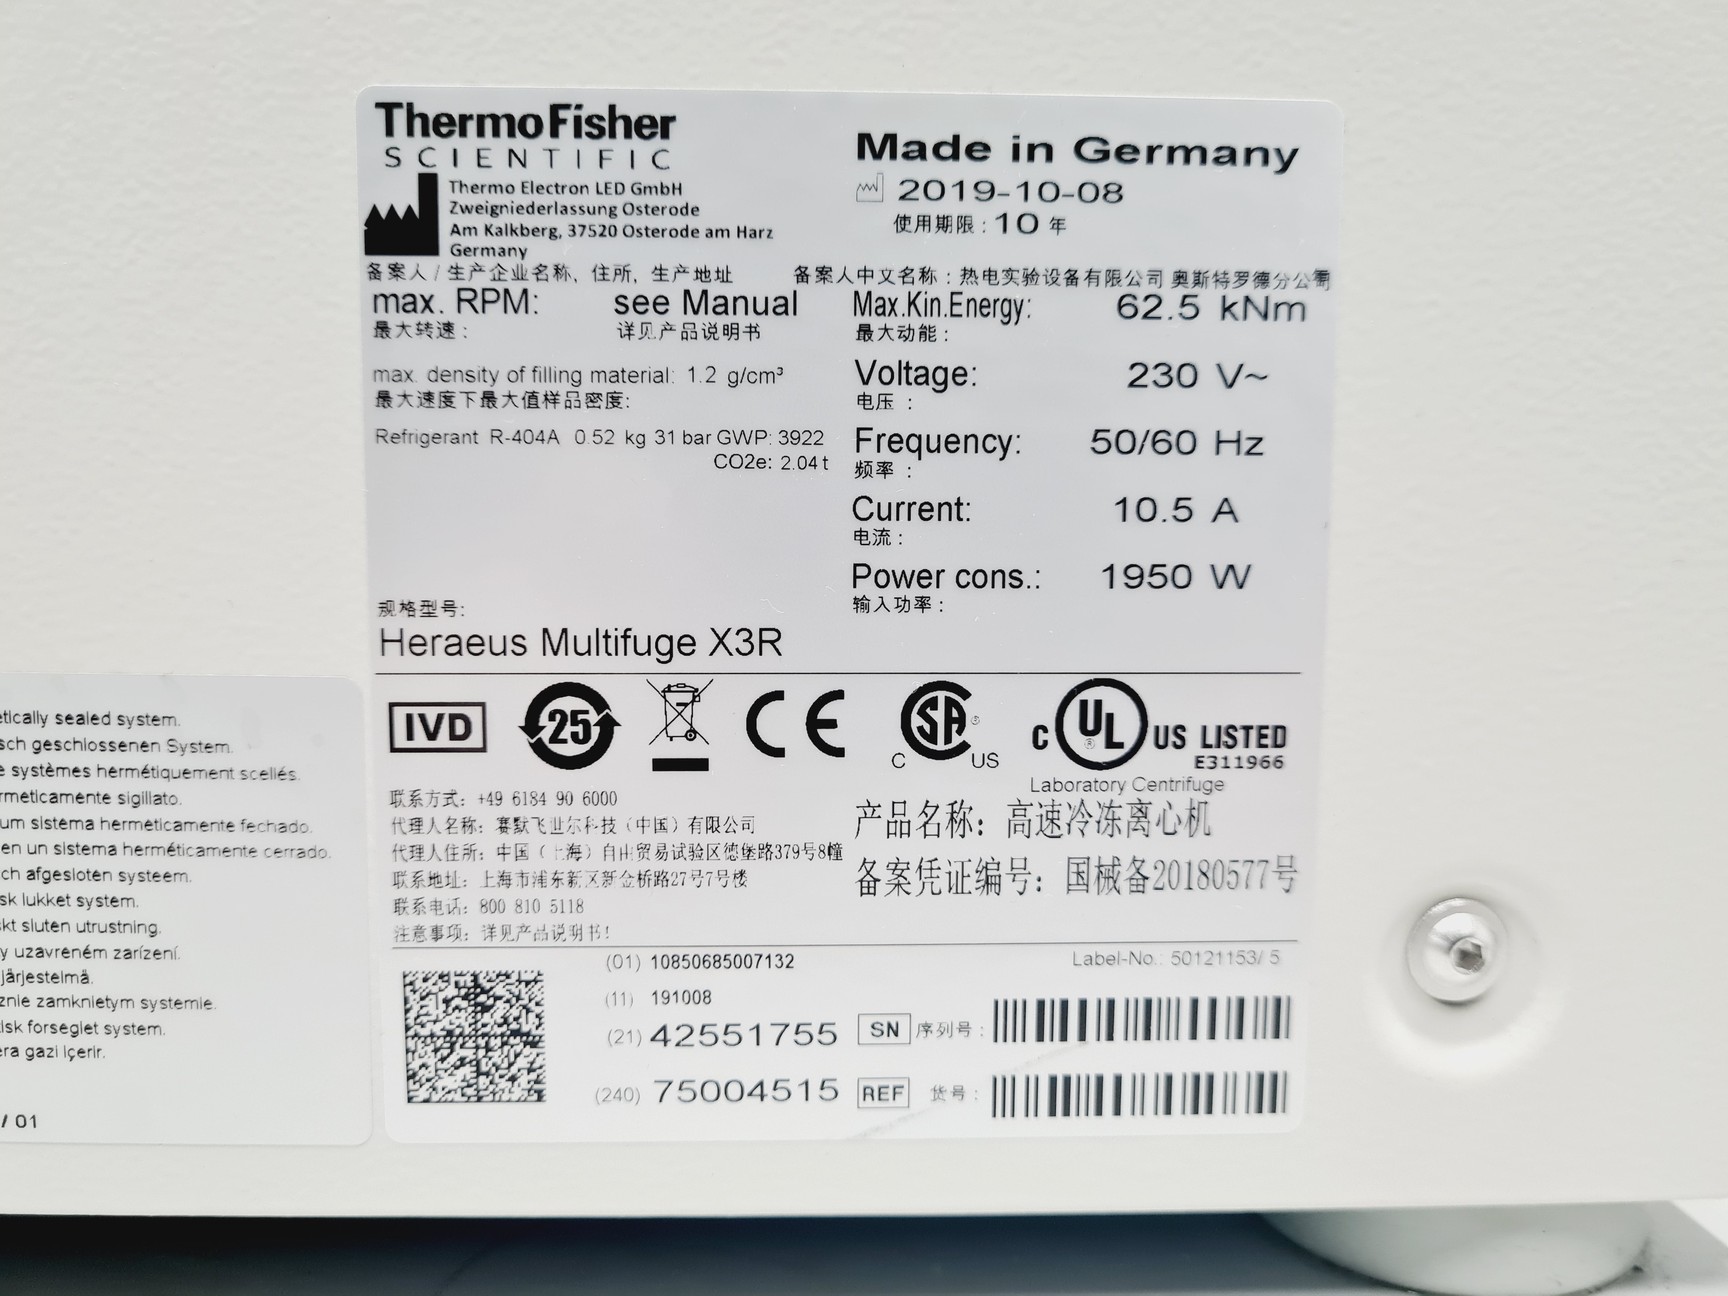 ThermoFisher
SCIENTIFIC
Thermo Electron LED GmbH
Zweigniederlassung Osterode
Am Kalkberg, 37520 Osterode am Harz
Germany
Made in Germany
2019-10-08
使用期限：10 年
备案人 / 生产企业名称、住所、生产地址
备案人中文名称：热电实验设备有限公司 奥斯特罗德分公司
max. RPM: see Manual
最大转速： 详见产品说明书
max. density of filling material: 1.2 g/cm³
最大速度下最大值样品密度:
Refrigerant R-404A 0.52 kg 31 bar GWP: 3922
CO2e: 2.04 t
Max.Kin.Energy: 62.5 kNm
最大动能：
Voltage: 230 V~
电压：
Frequency: 50/60 Hz
频率：
Current: 10.5 A
电流：
Power cons.: 1950 W
输入功率：
规格型号:
Heraeus Multifuge X3R
IVD
25
CE
C SA ® US
C UL ® US LISTED
E311966
Laboratory Centrifuge
联系方式: +49 6184 90 6000
代理人名称: 赛默飞世尔科技（中国）有限公司
代理人住所: 中国（上海）自由贸易试验区德堡路379号8幢
联系地址: 上海市浦东新区新金桥路27号7号楼
联系电话: 800 810 5118
注意事项: 详见产品说明书!
产品名称: 高速冷冻离心机
备案凭证编号: 国械备20180577号
(01) 10850685007132
Label-No.: 50121153/ 5
(11) 191008
(21) 42551755 SN 序列号：
(240) 75004515 REF 货号：
etically sealed system.
sch geschlossenen System.
e systèmes hermétiquement scellés.
rmeticamente sigillato.
um sistema hermeticamente fechado.
en un sistema herméticamente cerrado.
ch afgesloten systeem.
sk lukket system.
kt sluten utrustning.
y uzavreném zarízení.
järjestelmä.
znie zamknietym systemie.
isk forseglet system.
era gazi içerir.
/ 01